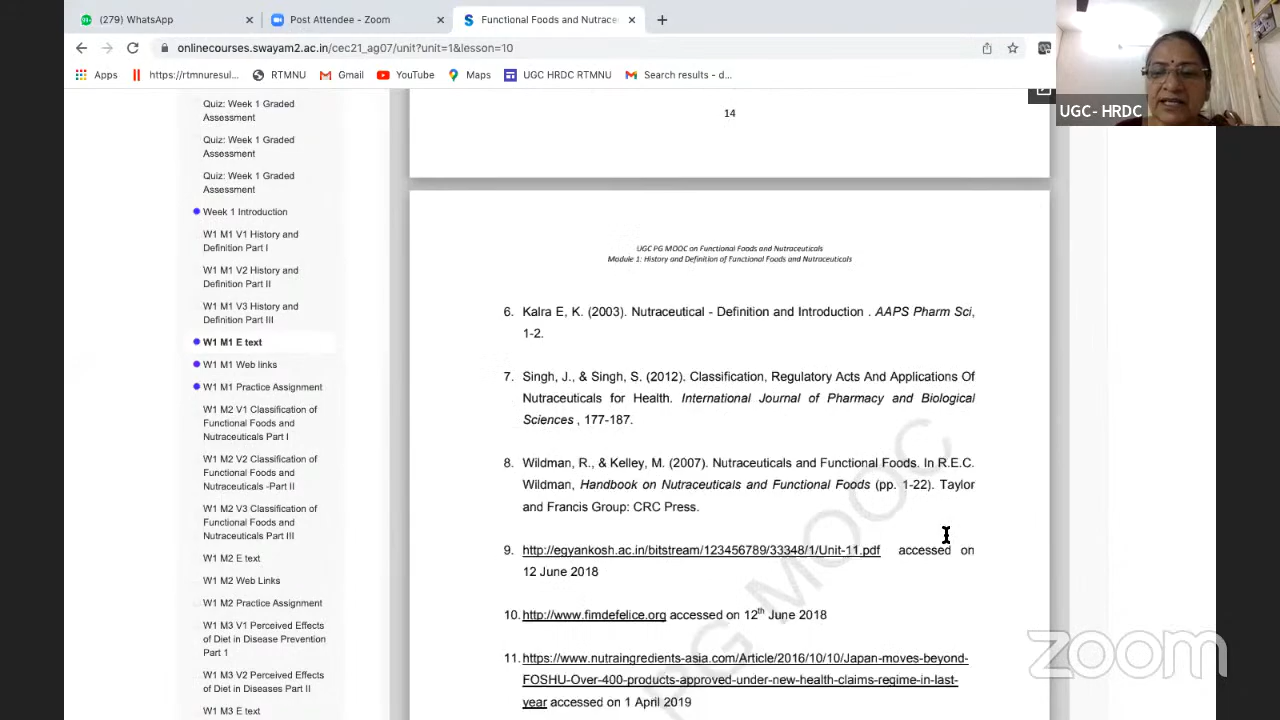 (279) WhatsApp
Post Attendee - Zoom
Functional Foods and Nutrace
onlinecourses.swayam2.ac.in/cec21_ag07/unit?unit=1&lesson=10
Apps
https://rtmnuresul...
RTMNU
Gmail
YouTube
Maps
UGC HRDC RTMNU
Search results - d...
UGC- HRDC
Quiz: Week 1 Graded
Assessment
Quiz: Week 1 Graded
Assessment
Quiz: Week 1 Graded
Assessment
Week 1 Introduction
W1 M1 V1 History and
Definition Part I
W1 M1 V2 History and
Definition Part II
W1 M1 V3 History and
Definition Part III
W1 M1 E text
W1 M1 Web links
W1 M1 Practice Assignment
W1 M2 V1 Classification of
Functional Foods and
Nutraceuticals Part I
W1 M2 V2 Classification of
Functional Foods and
Nutraceuticals -Part II
W1 M2 V3 Classification of
Functional Foods and
Nutraceuticals Part III
W1 M2 E text
W1 M2 Web Links
W1 M2 Practice Assignment
W1 M3 V1 Perceived Effects
of Diet in Disease Prevention
Part 1
W1 M3 V2 Perceived Effects
of Diet in Diseases Part II
W1 M3 E text
14
UGC PG MOOC on Functional Foods and Nutraceuticals
Module 1: History and Definition of Functional Foods and Nutraceuticals
6. Kalra E, K. (2003). Nutraceutical - Definition and Introduction . AAPS Pharm Sci,
1-2.
7. Singh, J., & Singh, S. (2012). Classification, Regulatory Acts And Applications Of
Nutraceuticals for Health. International Journal of Pharmacy and Biological
Sciences , 177-187.
8. Wildman, R., & Kelley, M. (2007). Nutraceuticals and Functional Foods. In R.E.C.
Wildman, Handbook on Nutraceuticals and Functional Foods (pp. 1-22). Taylor
and Francis Group: CRC Press.
9. http://egyankosh.ac.in/bitstream/123456789/33348/1/Unit-11.pdf accessed on
12 June 2018
10. http://www.fimdefelice.org accessed on 12th June 2018
11. https://www.nutraingredients-asia.com/Article/2016/10/10/Japan-moves-beyond-
FOSHU-Over-400-products-approved-under-new-health-claims-regime-in-last-
year accessed on 1 April 2019
PG MOOC
zoom